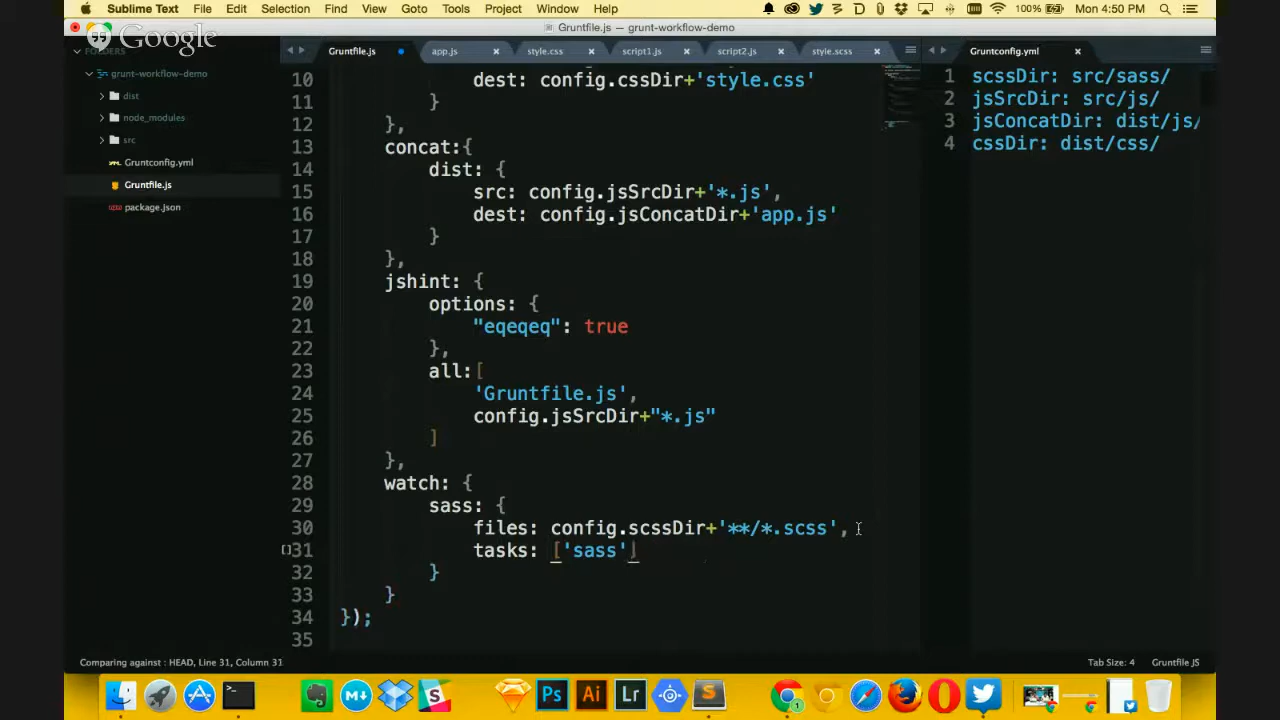 Sublime Text File Edit Selection Find View Goto Tools Project Window Help 100% Mon 4:50 PM
Gruntfile.js — grunt-workflow-demo
Google
FOLDERS
grunt-workflow-demo
dist
node_modules
src
Gruntconfig.yml
Gruntfile.js
package.json
Gruntfile.js app.js style.css script1.js script2.js style.scss
10 dest: config.cssDir+'style.css'
11 }
12 },
13 concat:{
14 dist: {
15 src: config.jsSrcDir+'*.js',
16 dest: config.jsConcatDir+'app.js'
17 }
18 },
19 jshint: {
20 options: {
21 "eqeqeq": true
22 },
23 all:[
24 'Gruntfile.js',
25 config.jsSrcDir+"*.js"
26 ]
27 },
28 watch: {
29 sass: {
30 files: config.scssDir+'**/*.scss',
[]31 tasks: ['sass']
32 }
33 }
34 });
35
Gruntconfig.yml
1 scssDir: src/sass/
2 jsSrcDir: src/js/
3 jsConcatDir: dist/js/
4 cssDir: dist/css/
Comparing against : HEAD, Line 31, Column 31
Tab Size: 4 Gruntfile JS
M
S
Ps
Ai
Lr
S
1